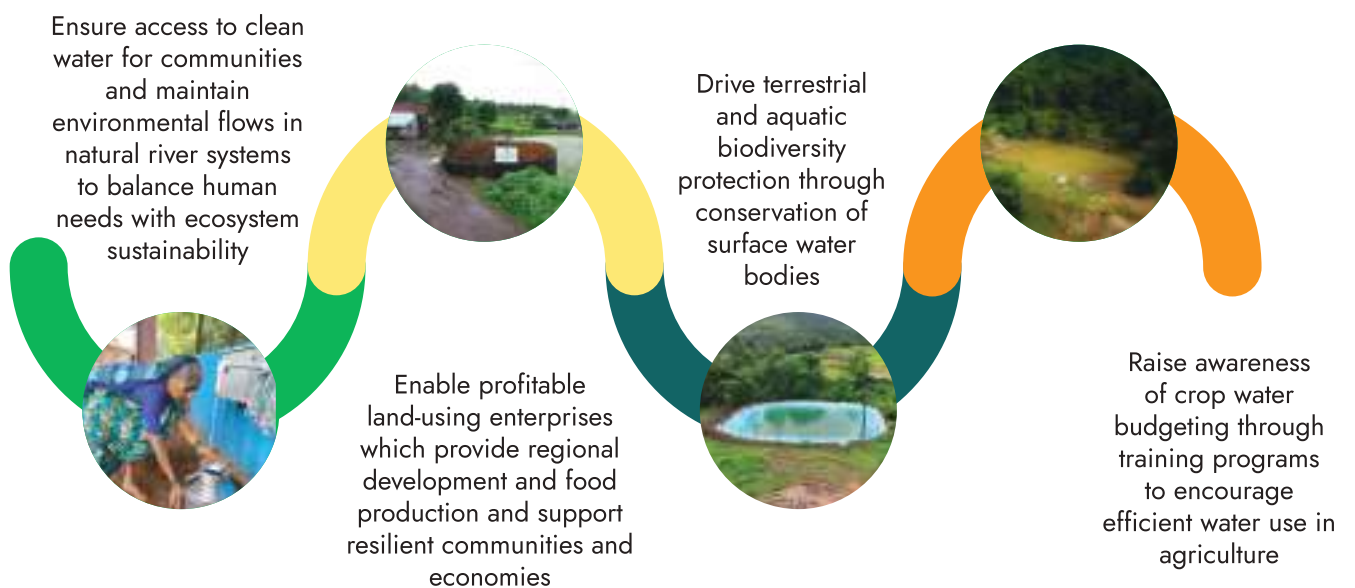 Ensure access to clean
water for communities
and maintain
environmental flows in
natural river systems
to balance human
needs with ecosystem
sustainability
Enable profitable
land-using enterprises
which provide regional
development and food
production and support
resilient communities and
economies
Drive terrestrial
and aquatic
biodiversity
protection through
conservation of
surface water
bodies
Raise awareness
of crop water
budgeting through
training programs
to encourage
efficient water use in
agriculture